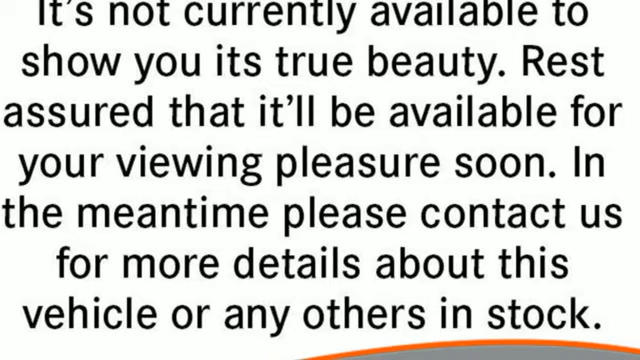 It's not currently available to
show you its true beauty. Rest
assured that it'll be available for
your viewing pleasure soon. In
the meantime please contact us
for more details about this
vehicle or any others in stock.